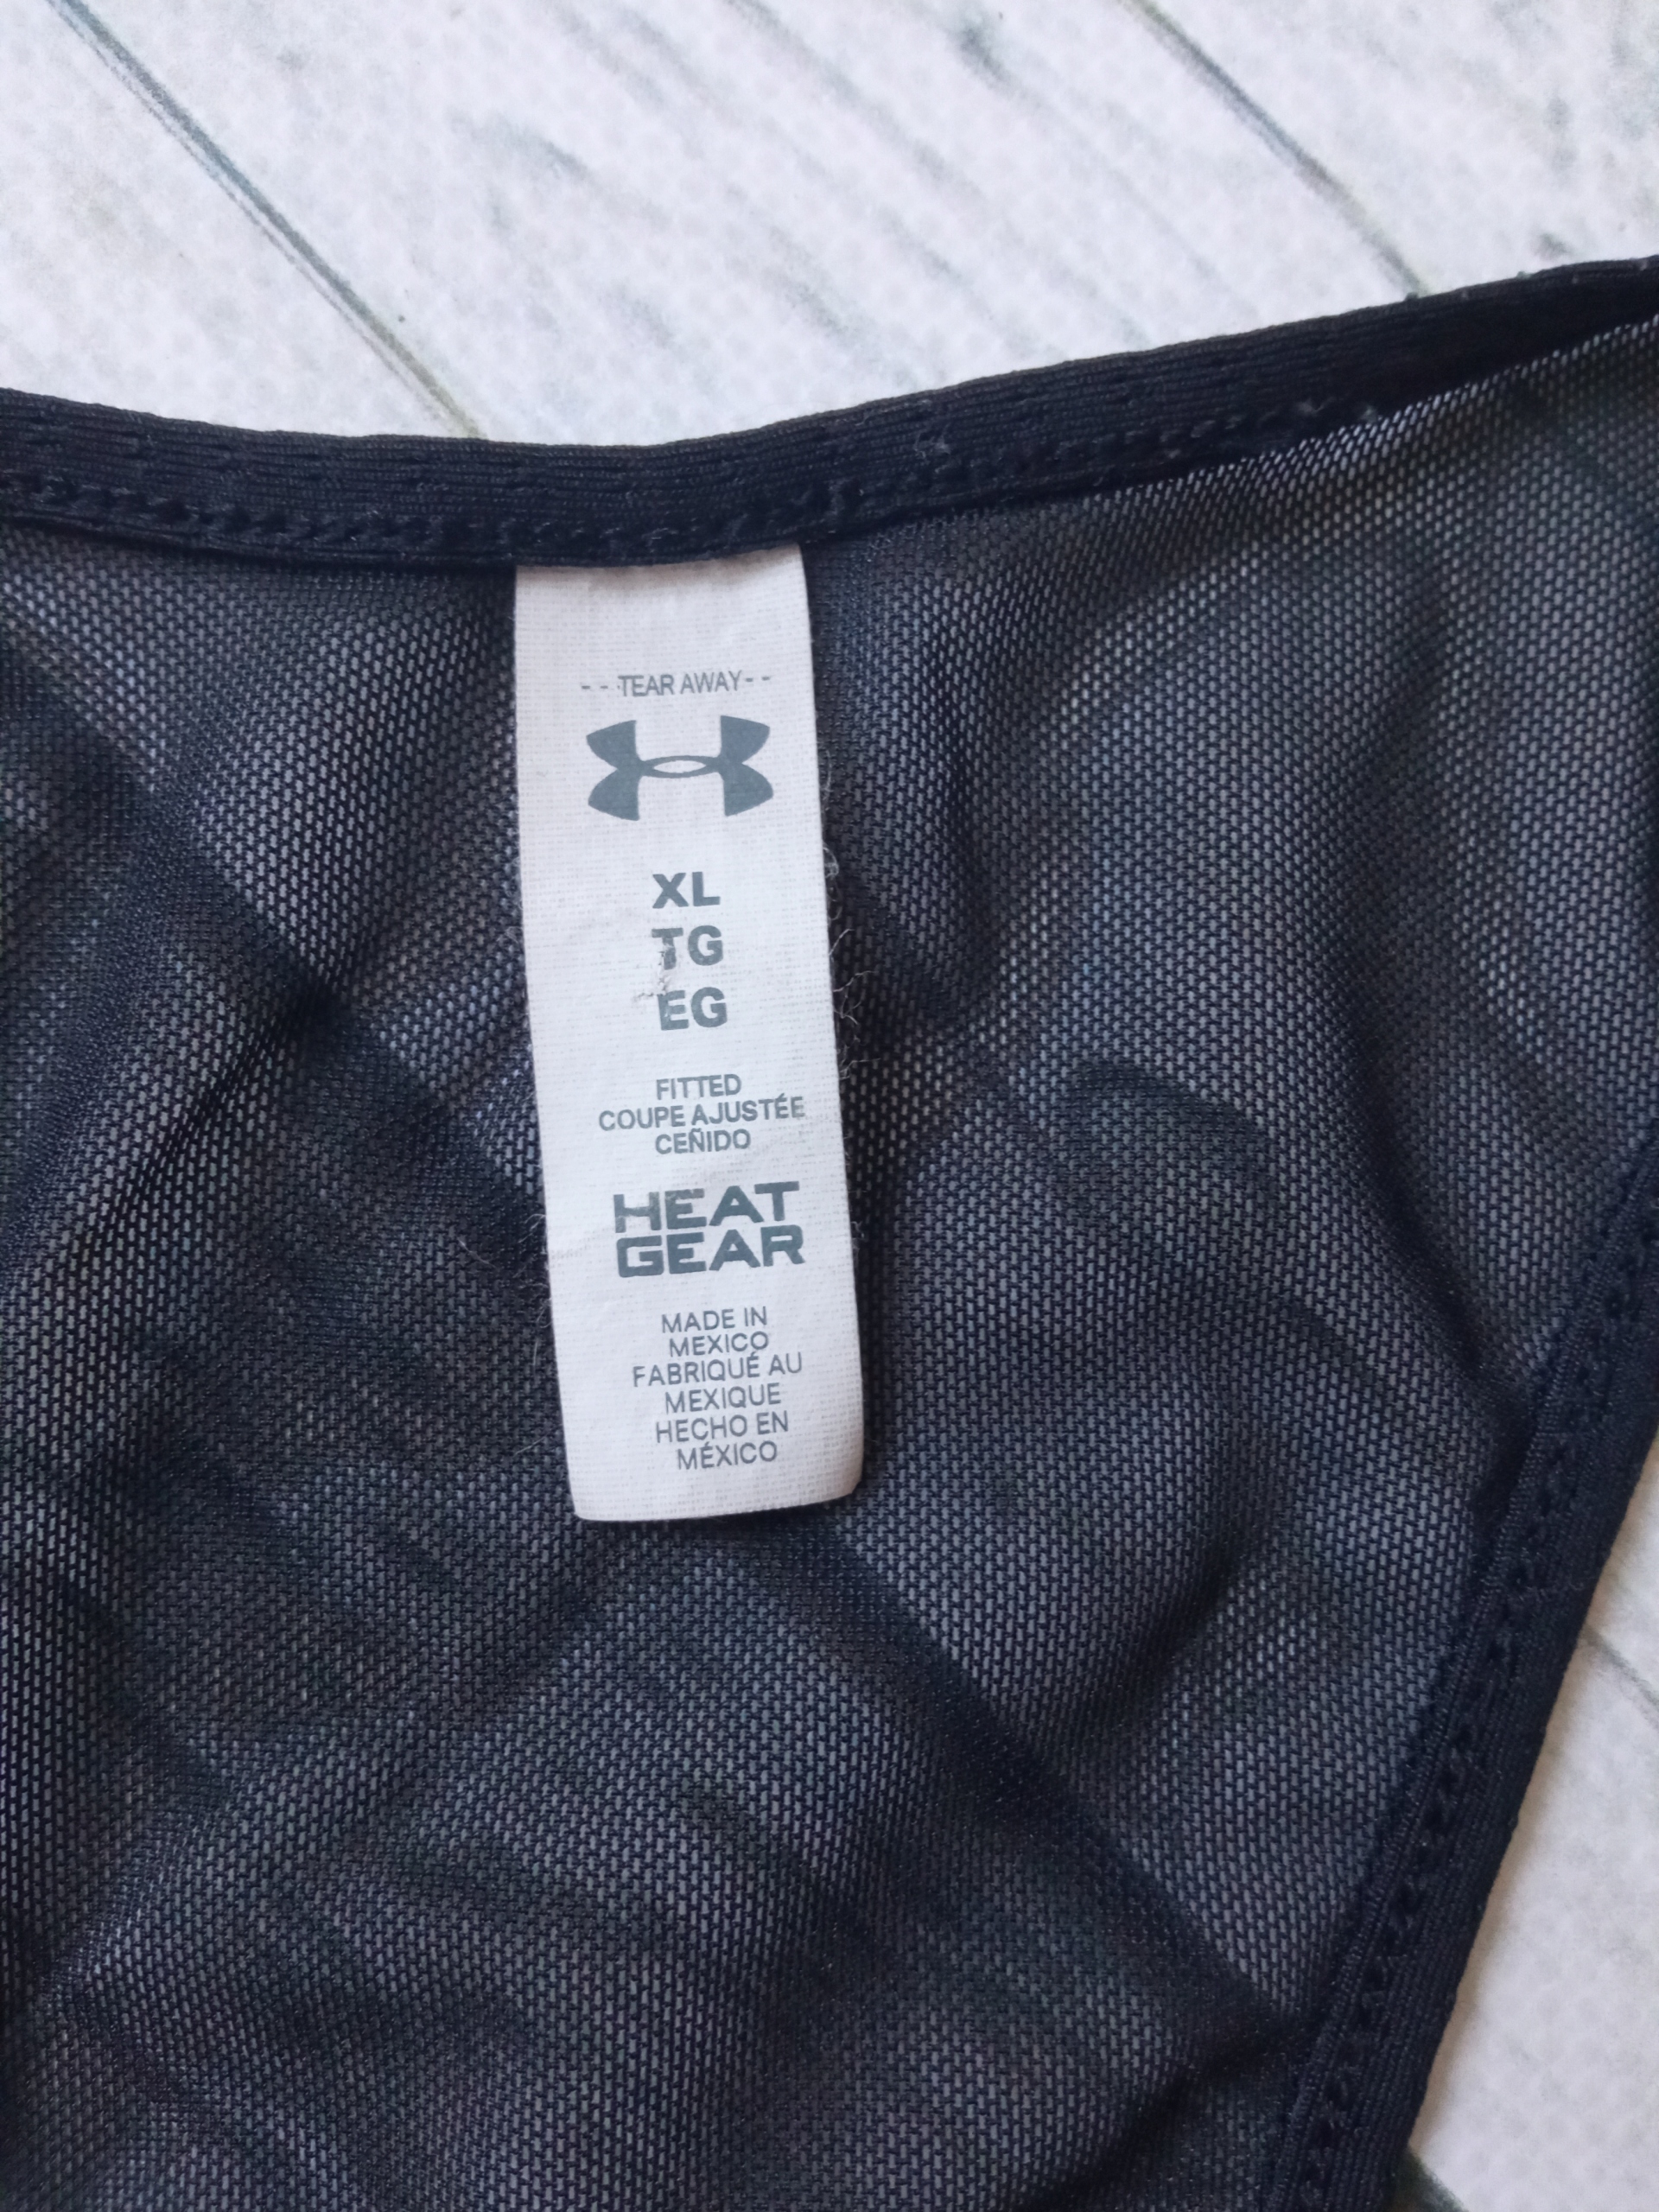 --TEAR AWAY--
XL
TG
EG
FITTED
COUPE AJUSTÉE
CEÑIDO
HEAT
GEAR
MADE IN
MEXICO
FABRIQUÉ AU
MEXIQUE
HECHO EN
MÉXICO